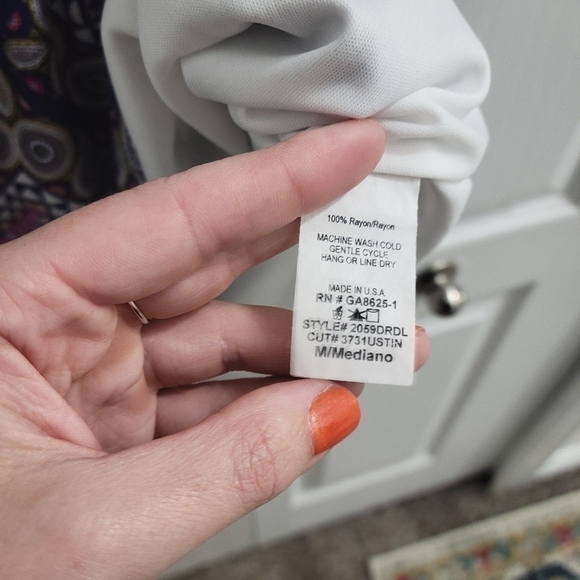 100% Rayon/Rayon
MACHINE WASH COLD
GENTLE CYCLE
HANG OR LINE DRY
MADE IN U.S.A.
RN # GA8625-1
STYLE# 2059DRDL
CUT# 3731USTIN
M/Mediano